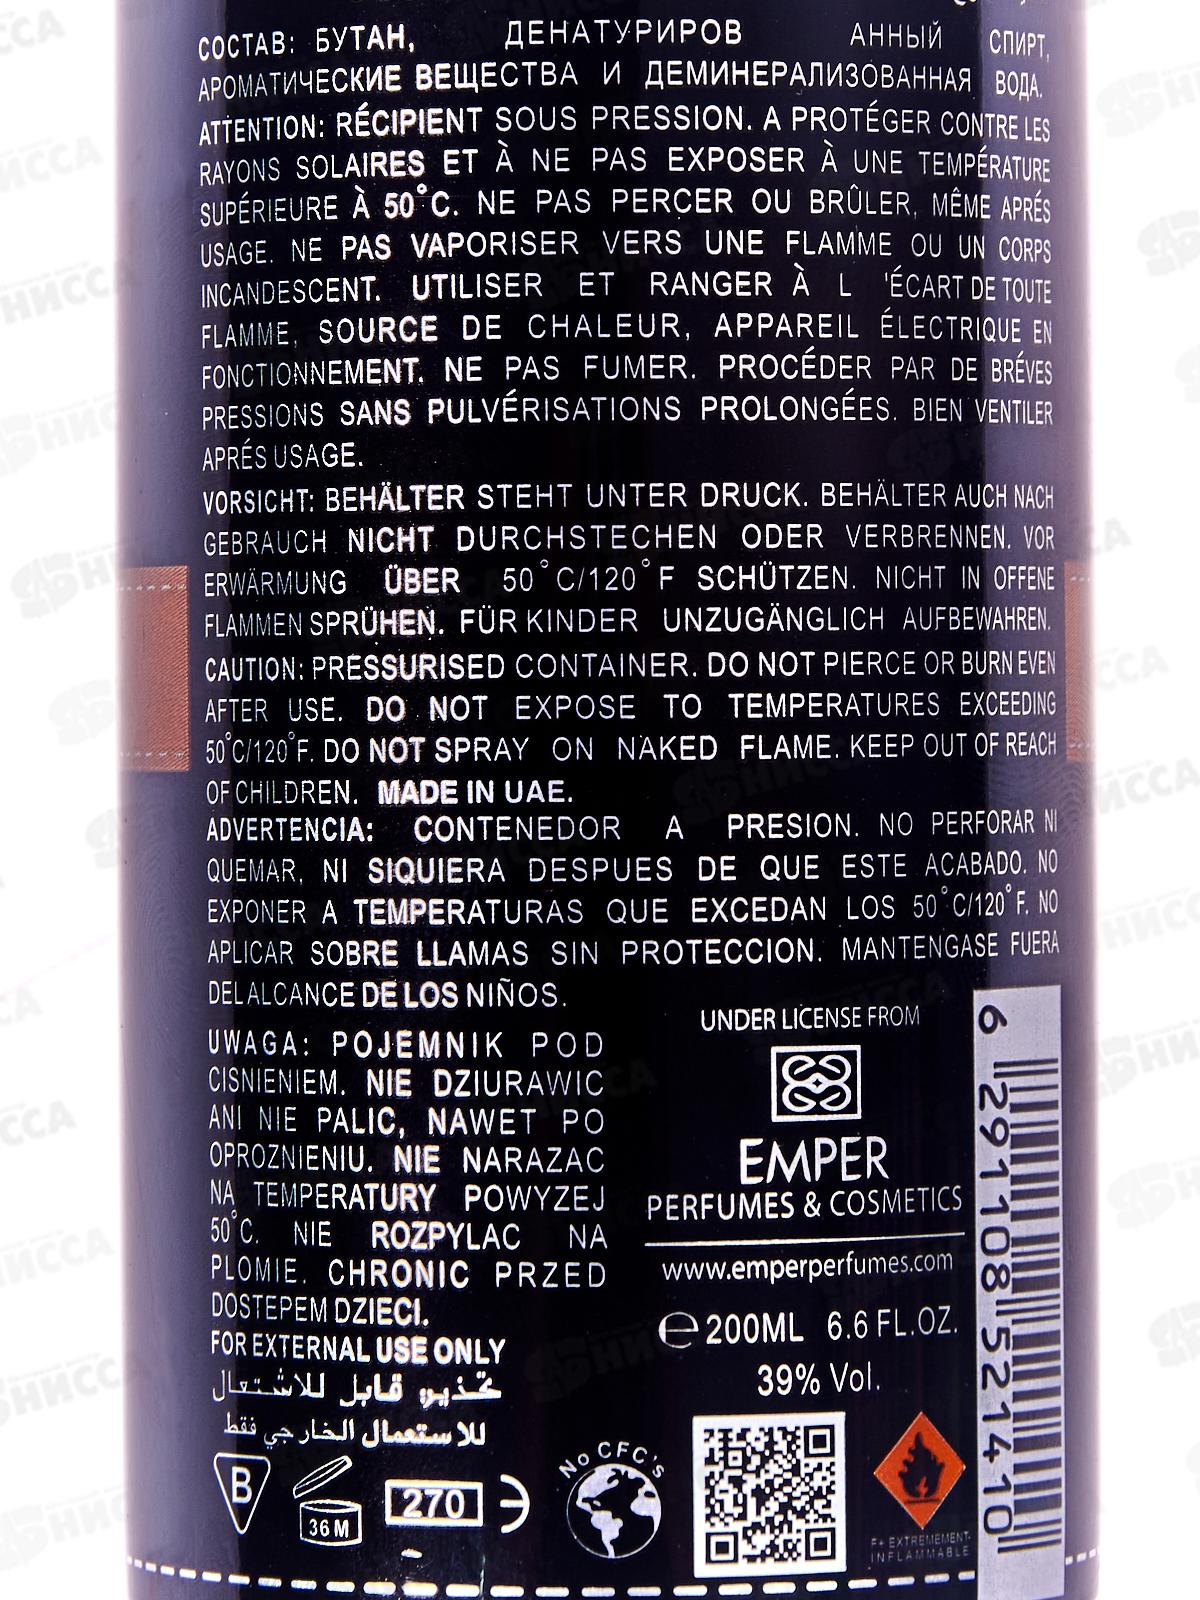 СОСТАВ: БУТАН, ДЕНАТУРИРОВ АННЫЙ СПИРТ,
АРОМАТИЧЕСКИЕ ВЕЩЕСТВА И ДЕМИНЕРАЛИЗОВАННАЯ ВОДА.
ATTENTION: RÉCIPIENT SOUS PRESSION. A PROTÉGER CONTRE LES
RAYONS SOLAIRES ET À NE PAS EXPOSER À UNE TEMPÉRATURE
SUPÉRIEURE À 50°C. NE PAS PERCER OU BRÛLER, MÊME APRÉS
USAGE. NE PAS VAPORISER VERS UNE FLAMME OU UN CORPS
INCANDESCENT. UTILISER ET RANGER À L 'ÉCART DE TOUTE
FLAMME, SOURCE DE CHALEUR, APPAREIL ÉLECTRIQUE EN
FONCTIONNEMENT. NE PAS FUMER. PROCÉDER PAR DE BRÉVES
PRESSIONS SANS PULVÉRISATIONS PROLONGÉES. BIEN VENTILER
APRÉS USAGE.
VORSICHT: BEHÄLTER STEHT UNTER DRUCK. BEHÄLTER AUCH NACH
GEBRAUCH NICHT DURCHSTECHEN ODER VERBRENNEN. VOR
ERWÄRMUNG ÜBER 50°C/120°F SCHÜTZEN. NICHT IN OFFENE
FLAMMEN SPRÜHEN. FÜR KINDER UNZUGÄNGLICH AUFBEWAHREN.
CAUTION: PRESSURISED CONTAINER. DO NOT PIERCE OR BURN EVEN
AFTER USE. DO NOT EXPOSE TO TEMPERATURES EXCEEDING
50°C/120°F. DO NOT SPRAY ON NAKED FLAME. KEEP OUT OF REACH
OF CHILDREN. MADE IN UAE.
ADVERTENCIA: CONTENEDOR A PRESION. NO PERFORAR NI
QUEMAR, NI SIQUIERA DESPUES DE QUE ESTE ACABADO. NO
EXPONER A TEMPERATURAS QUE EXCEDAN LOS 50°C/120°F. NO
APLICAR SOBRE LLAMAS SIN PROTECCION. MANTENGASE FUERA
DEL ALCANCE DE LOS NIÑOS.
UWAGA: POJEMNIK POD
CISNIENIEM. NIE DZIURAWIC
ANI NIE PALIC, NAWET PO
OPROZNIENIU. NIE NARAZAC
NA TEMPERATURY POWYZEJ
50°C. NIE ROZPYLAC NA
PLOMIE. CHRONIC PRZED
DOSTEPEM DZIECI.
FOR EXTERNAL USE ONLY
تحذير: قابل للاشتعال
للاستعمال الخارجي فقط
B
36 M
270
UNDER LICENSE FROM
EMPER
PERFUMES & COSMETICS
www.emperperfumes.com
℮ 200ML 6.6 FL.OZ.
39% Vol.
No CFC's
F+ EXTREMEMENT
INFLAMMABLE
6 291108 521410